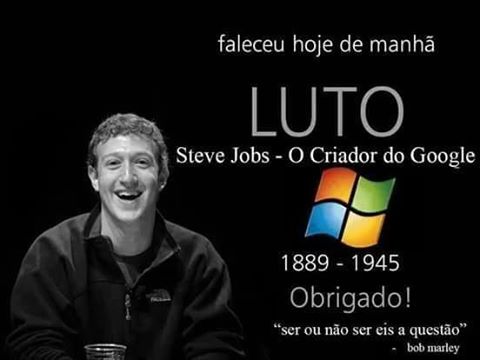 faleceu hoje de manhã
LUTO
Steve Jobs - O Criador do Google
1889 - 1945
Obrigado!
“ser ou não ser eis a questão”
- bob marley